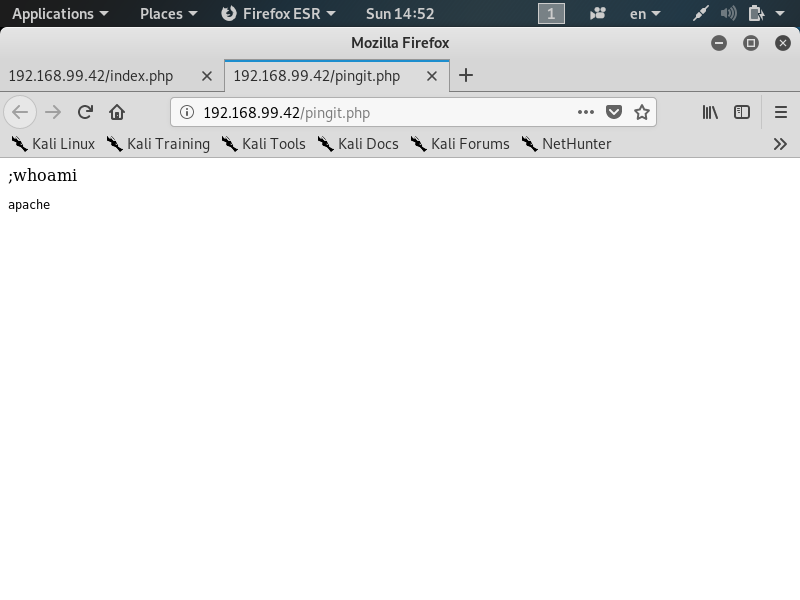 Applications Places Firefox ESR Sun 14:52 1 en
Mozilla Firefox
192.168.99.42/index.php 192.168.99.42/pingit.php
192.168.99.42/pingit.php
Kali Linux Kali Training Kali Tools Kali Docs Kali Forums NetHunter
;whoami
apache